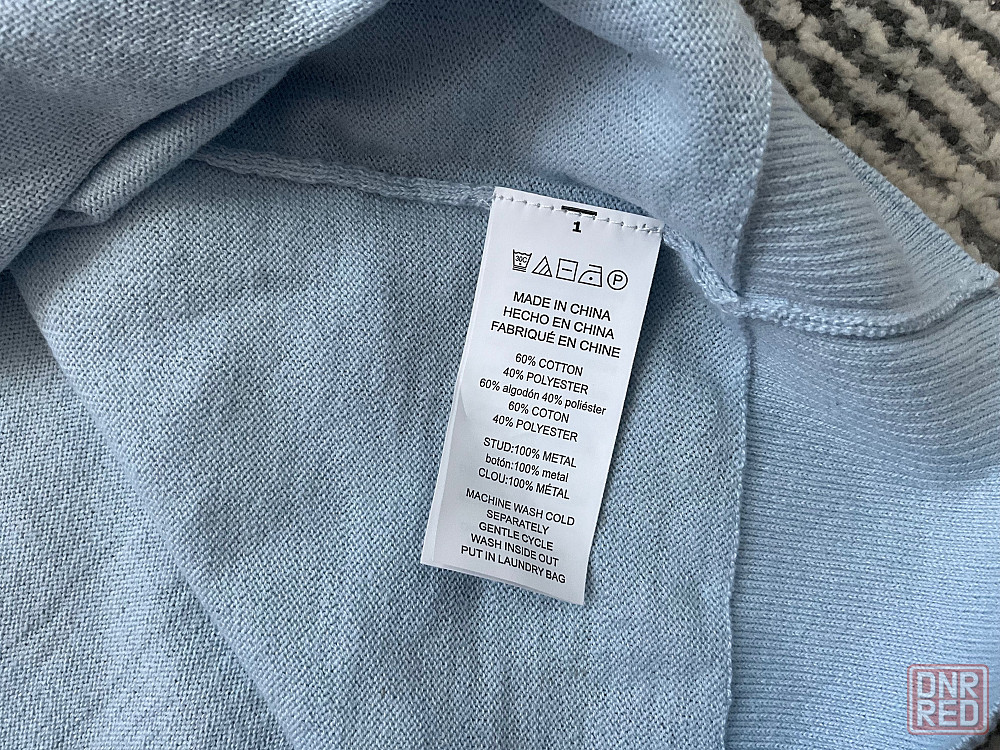 1
30C P
MADE IN CHINA
HECHO EN CHINA
FABRIQUÉ EN CHINE
60% COTTON
40% POLYESTER
60% algodón 40% poliéster
60% COTON
40% POLYESTER
STUD:100% METAL
botón:100% metal
CLOU:100% MÉTAL
MACHINE WASH COLD
SEPARATELY
GENTLE CYCLE
WASH INSIDE OUT
PUT IN LAUNDRY BAG
DNR
RED